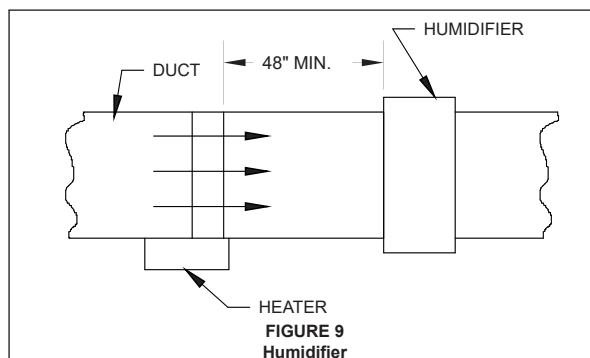 HUMIDIFIER
48" MIN.
DUCT
HEATER
FIGURE 9
Humidifier